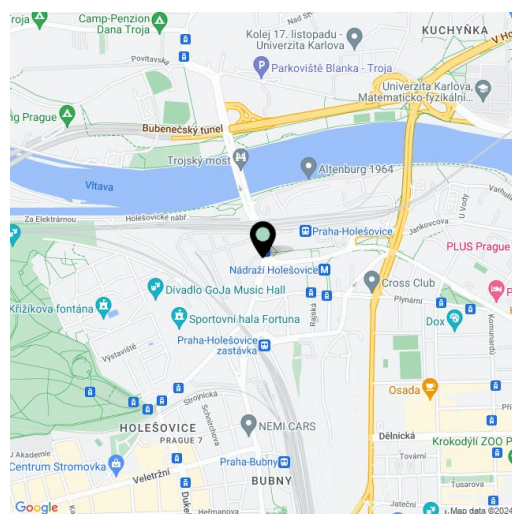 roja
Camp-Penzion
Dana Troja
Nad Sk
Kolej 17. listopadu -
Univerzita Karlova
KUCHYŇKA
V Ho
Povltavská
Parkoviště Blanka - Troja
Univerzita Karlova,
Matematicko-fyzikální...
ng Prague
Bubenečský tunel
Trojský most
Altenburg 1964
Vltava
Za Elektrárnou
Holešovické nábř.
Praha-Holešovice
Jankovcova
U Vody
Varhulíkov
PLUS Prague
Nádraží Holešovice
Divadlo GoJa Music Hall
Cross Club
Křižíkova fontána
Sportovní hala Fortuna
Plynární
Rajská
Dox
Komunardů
Výstaviště
Praha-Holešovice
zastávka
Osada
Strojnická
Schnirchova
HOLEŠOVICE
PRAGUE 7
NEMI CARS
Dělnická
Krokodýlí ZOO P
U Akademie
Tovární
Centrum Stromovka
Veletržní
Praha-Bubny
BUBNY
Tusarova
Heřmanova
Jateční
Google
Map data ©2024